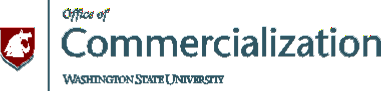 Office of
Commercialization
WASHINGTON STATE UNIVERSITY